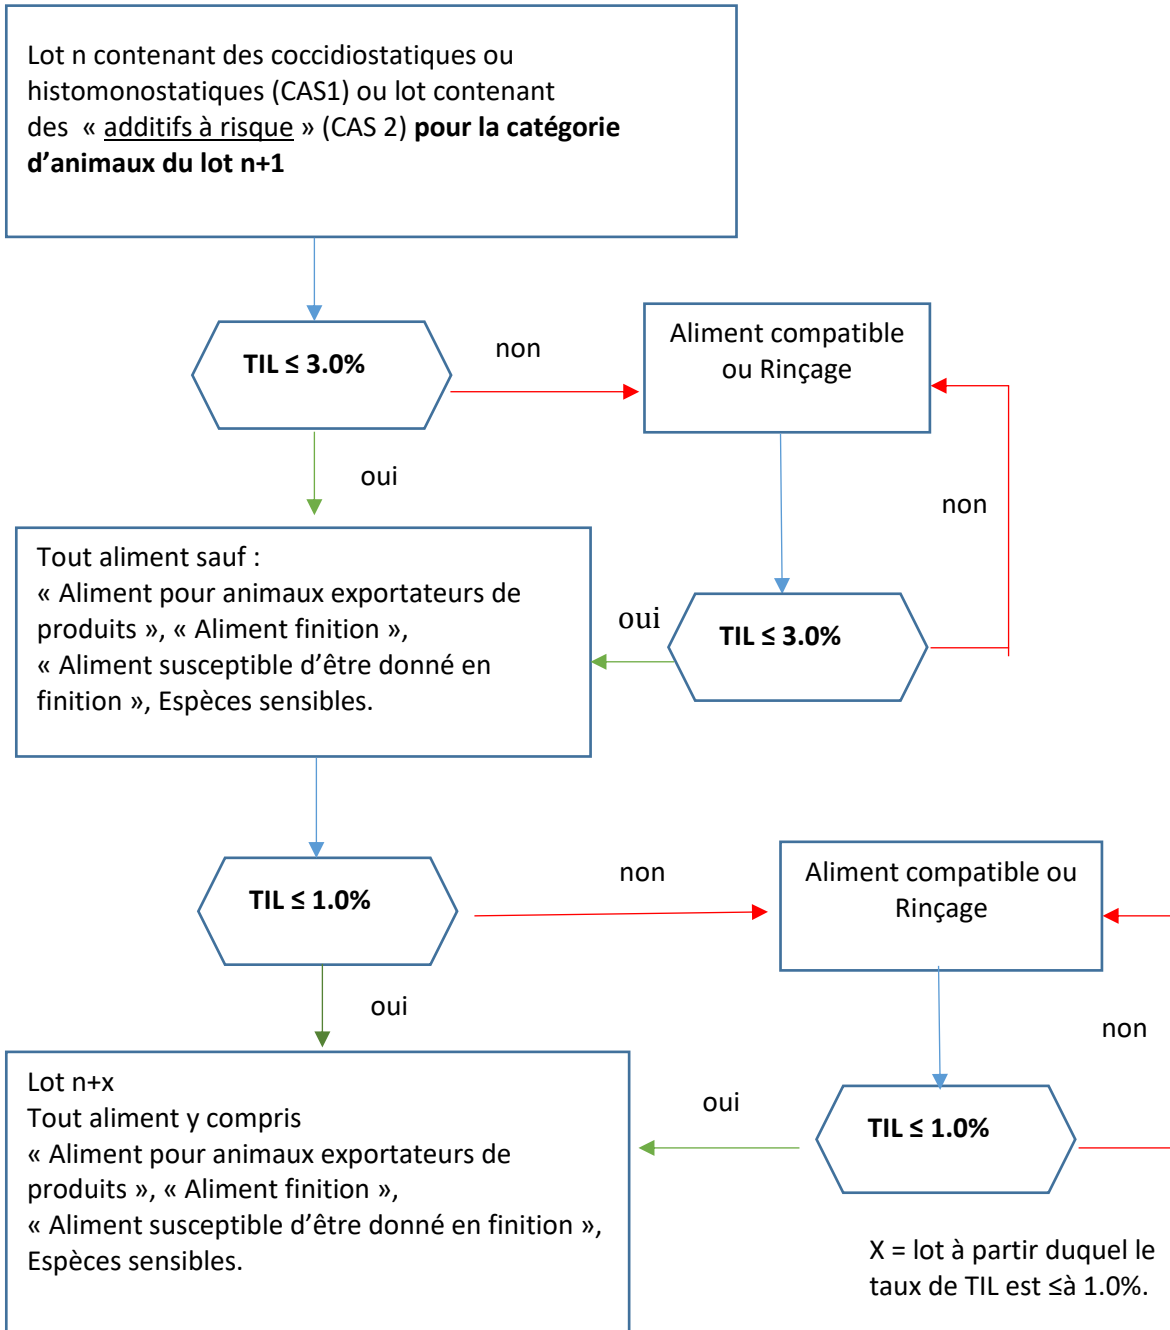 Lot n contenant des coccidiostatiques ou
histomonostatiques (CAS1) ou lot contenant
des « additifs à risque » (CAS 2) pour la catégorie
d’animaux du lot n+1
TIL ≤ 3.0%
non
Aliment compatible
ou Rinçage
oui
non
Tout aliment sauf :
« Aliment pour animaux exportateurs de
produits », « Aliment finition »,
« Aliment susceptible d’être donné en
finition », Espèces sensibles.
oui
TIL ≤ 3.0%
TIL ≤ 1.0%
non
Aliment compatible ou
Rinçage
oui
non
Lot n+x
Tout aliment y compris
« Aliment pour animaux exportateurs de
produits », « Aliment finition »,
« Aliment susceptible d’être donné en finition »,
Espèces sensibles.
oui
TIL ≤ 1.0%
X = lot à partir duquel le
taux de TIL est ≤à 1.0%.